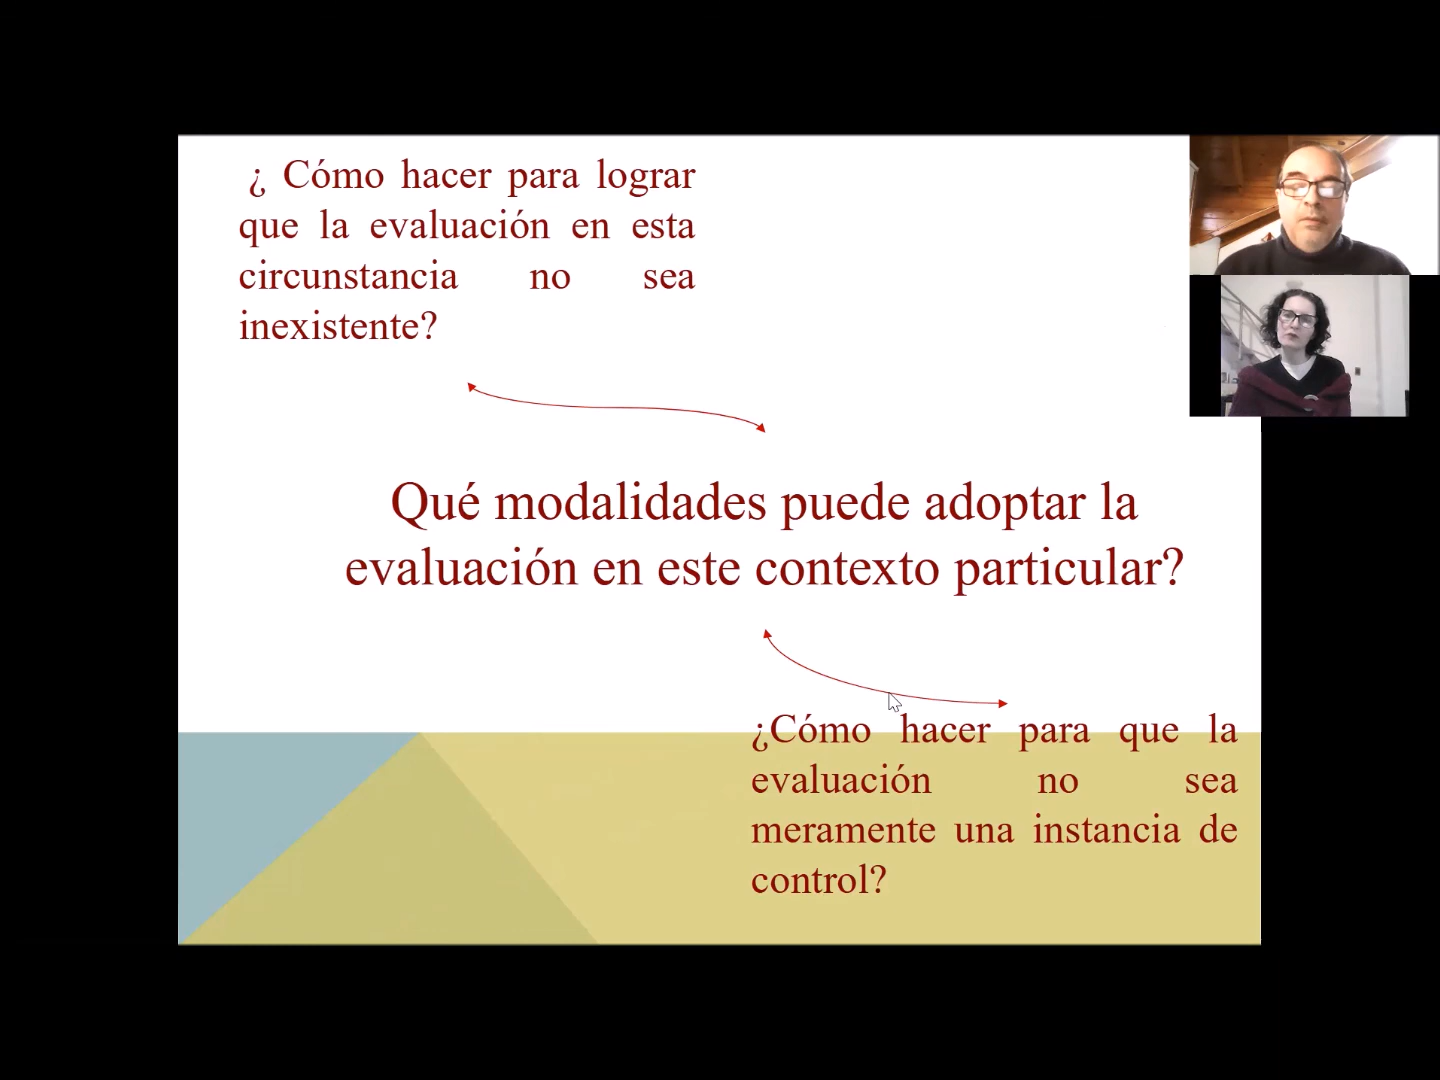 ¿ Cómo hacer para lograr
que la evaluación en esta
circunstancia no sea
inexistente?
Qué modalidades puede adoptar la
evaluación en este contexto particular?
¿Cómo hacer para que la
evaluación no sea
meramente una instancia de
control?